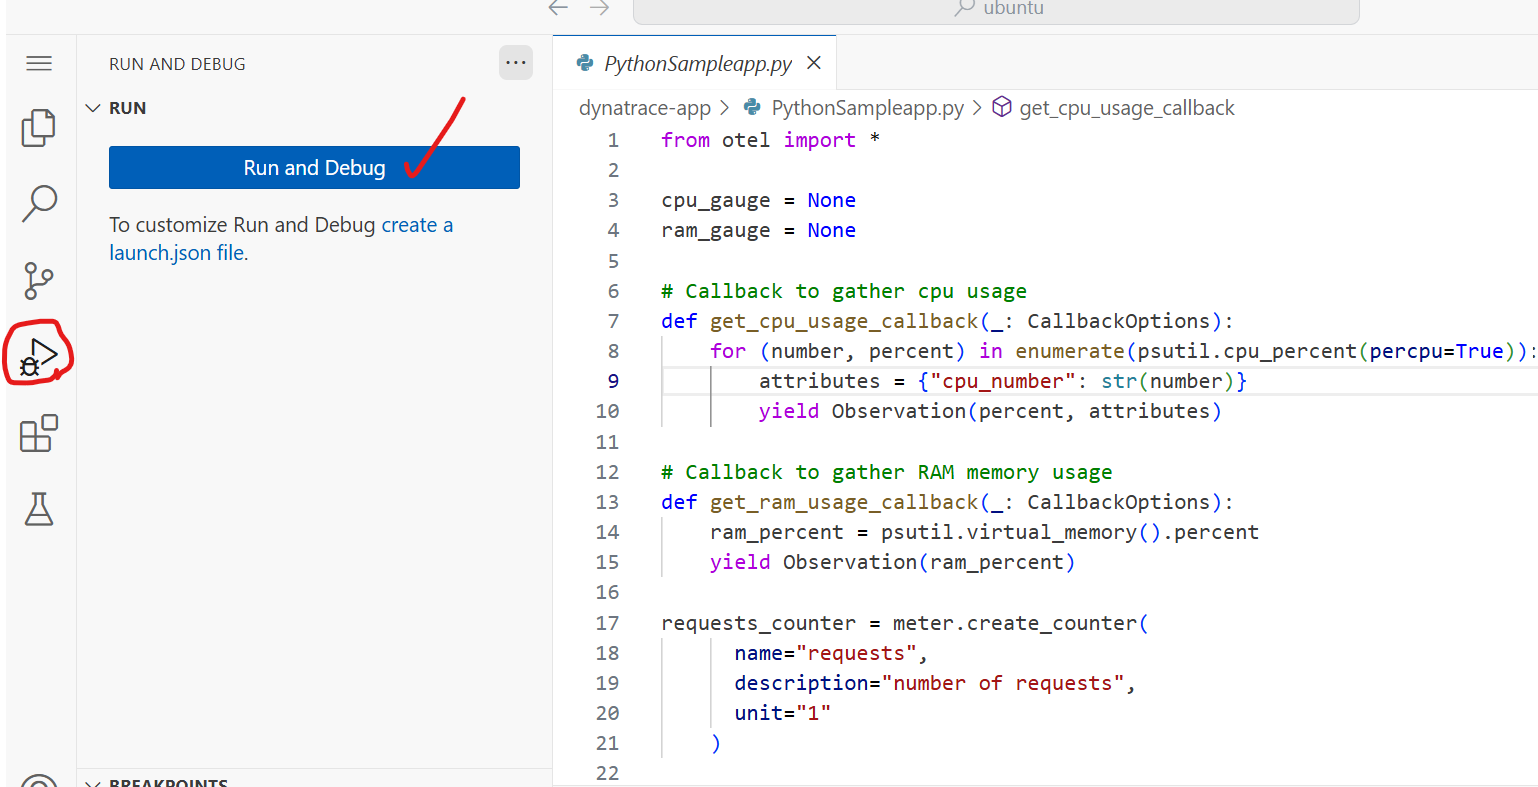 ubuntu
RUN AND DEBUG
···
RUN
Run and Debug
To customize Run and Debug create a
launch.json file.
BREAKPOINTS
PythonSampleapp.py
dynatrace-app > PythonSampleapp.py > get_cpu_usage_callback
1 from otel import *
2
3 cpu_gauge = None
4 ram_gauge = None
5
6 # Callback to gather cpu usage
7 def get_cpu_usage_callback(_: CallbackOptions):
8 for (number, percent) in enumerate(psutil.cpu_percent(percpu=True)):
9 attributes = {"cpu_number": str(number)}
10 yield Observation(percent, attributes)
11
12 # Callback to gather RAM memory usage
13 def get_ram_usage_callback(_: CallbackOptions):
14 ram_percent = psutil.virtual_memory().percent
15 yield Observation(ram_percent)
16
17 requests_counter = meter.create_counter(
18 name="requests",
19 description="number of requests",
20 unit="1"
21 )
22